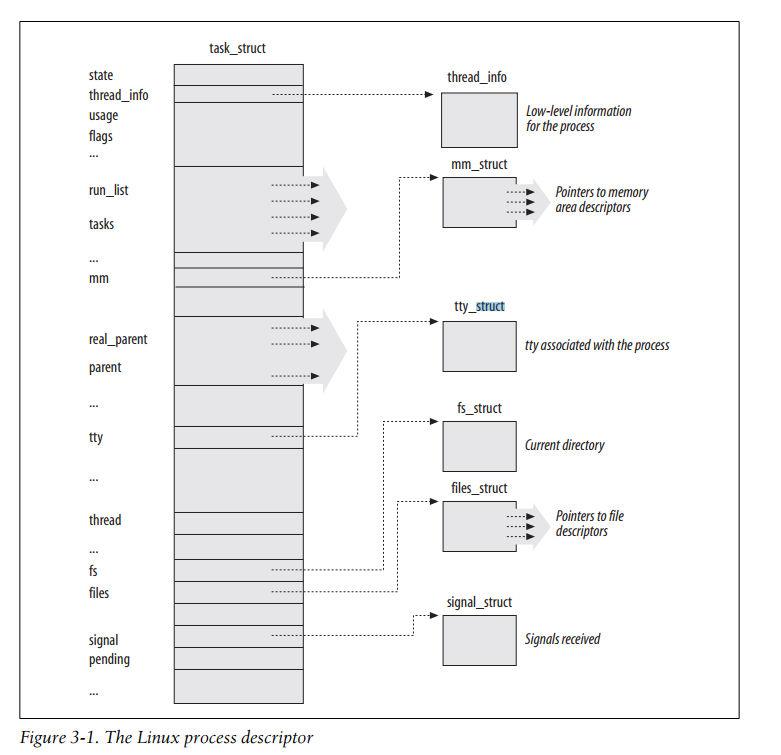 task_struct
state
thread_info
usage
flags
...
run_list
tasks
...
mm
real_parent
parent
...
tty
...
thread
...
fs
files
signal
pending
...
thread_info
Low-level information
for the process
mm_struct
Pointers to memory
area descriptors
tty_struct
tty associated with the process
fs_struct
Current directory
files_struct
Pointers to file
descriptors
signal_struct
Signals received
Figure 3-1. The Linux process descriptor